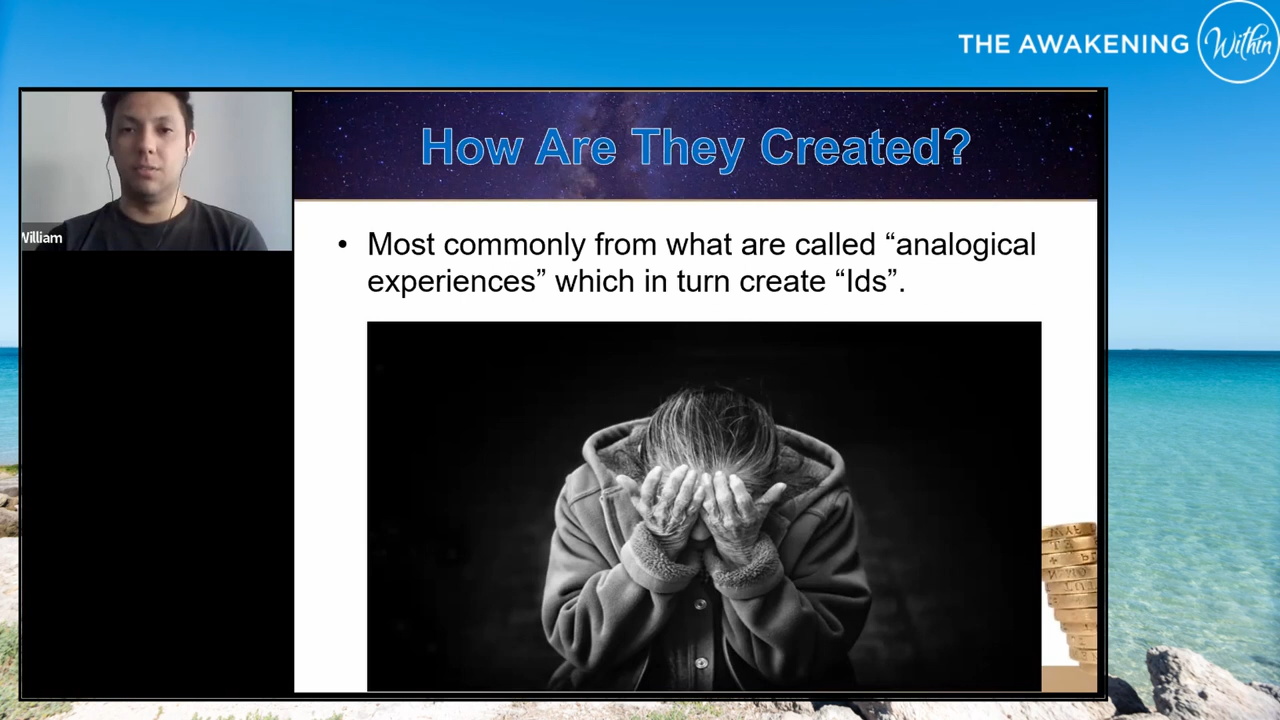 THE AWAKENING Within
William
How Are They Created?
• Most commonly from what are called “analogical
experiences” which in turn create “Ids”.